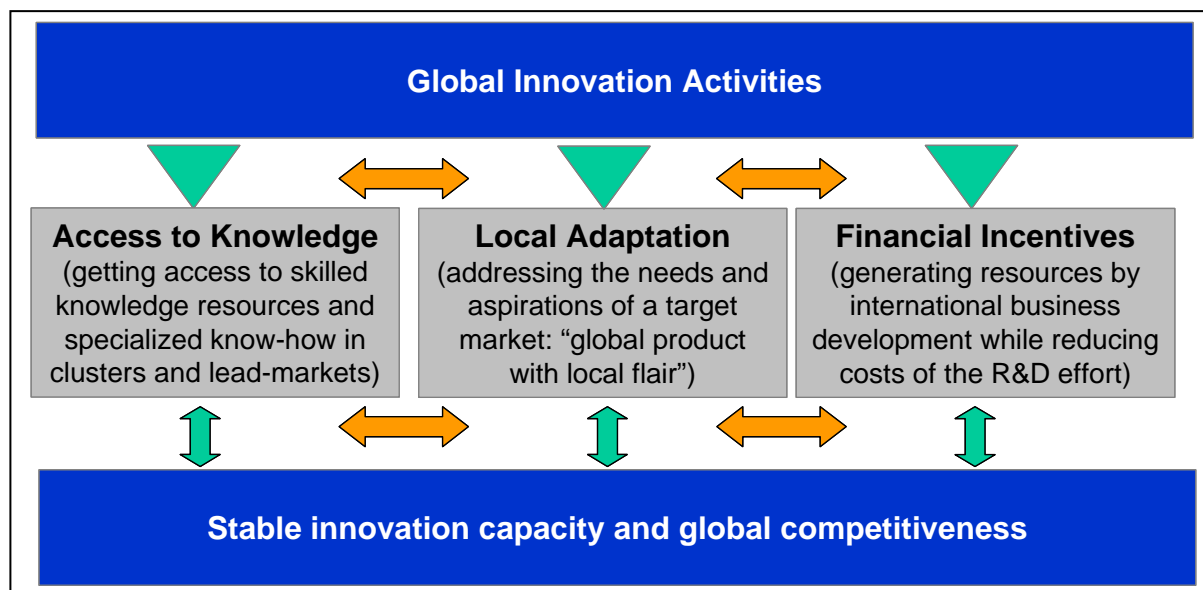 Global Innovation Activities
Access to Knowledge
(getting access to skilled
knowledge resources and
specialized know-how in
clusters and lead-markets)
Local Adaptation
(addressing the needs and
aspirations of a target
market: “global product
with local flair”)
Financial Incentives
(generating resources by
international business
development while reducing
costs of the R&D effort)
Stable innovation capacity and global competitiveness